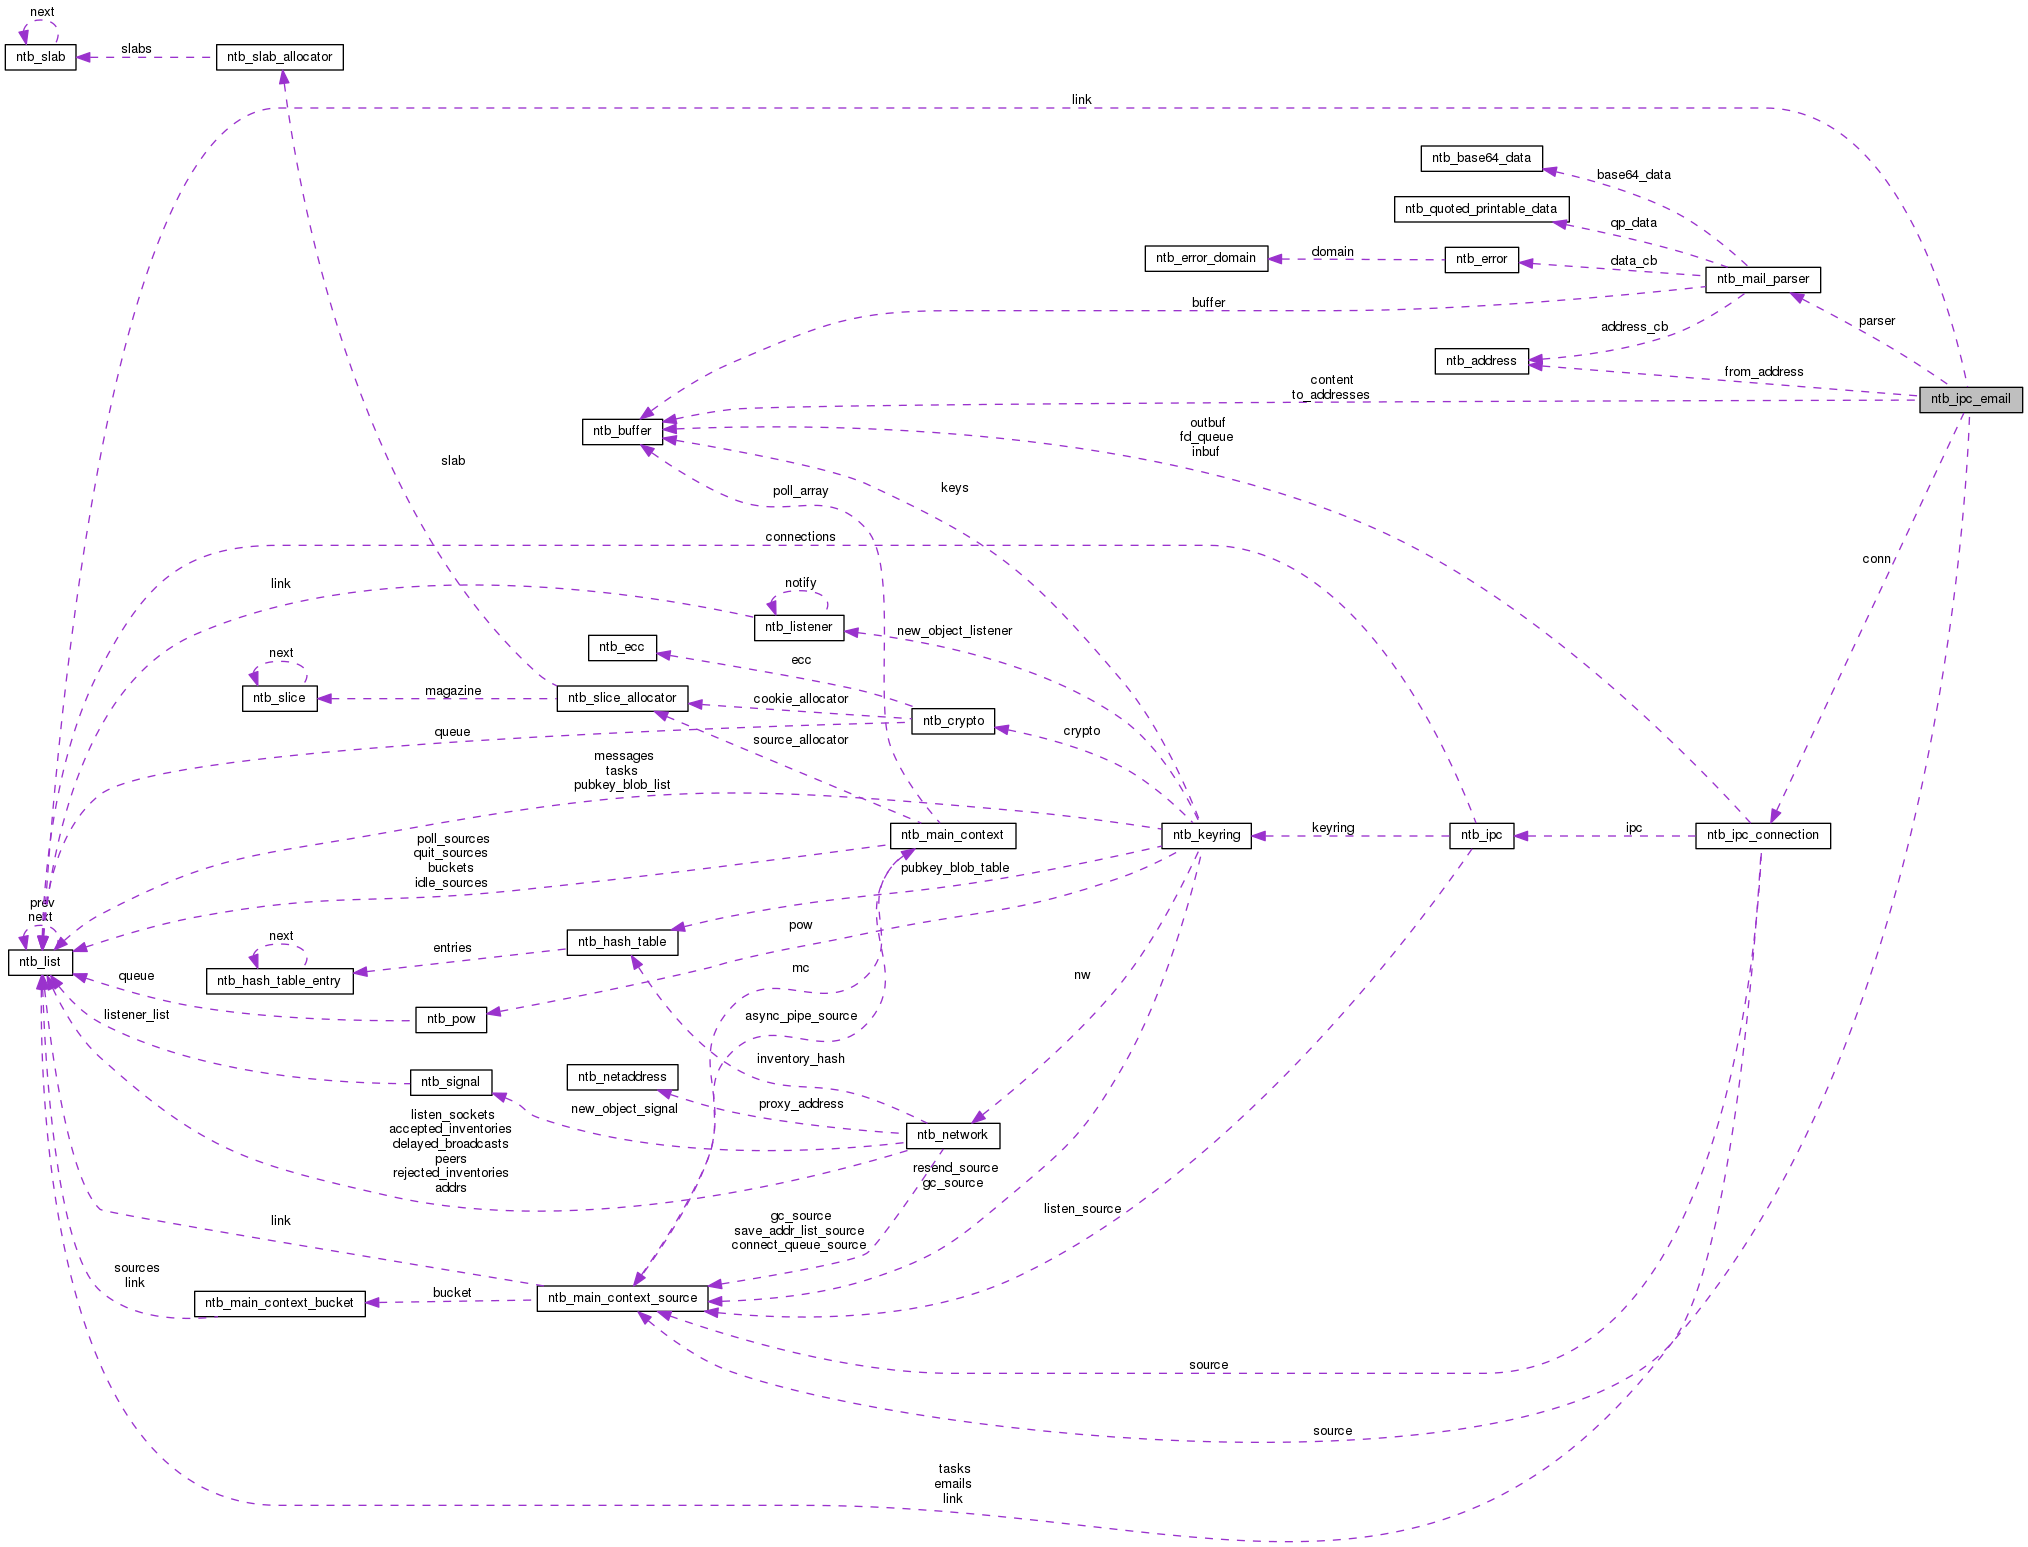 next
ntb_slab
slabs
ntb_slab_allocator
link
ntb_base64_data
base64_data
ntb_quoted_printable_data
qp_data
ntb_error_domain
domain
ntb_error
data_cb
ntb_mail_parser
buffer
address_cb
parser
ntb_address
from_address
content
to_addresses
ntb_ipc_email
ntb_buffer
outbuf
fd_queue
inbuf
slab
poll_array
keys
connections
conn
link
notify
ntb_listener
new_object_listener
ntb_ecc
ecc
next
ntb_slice
magazine
ntb_slice_allocator
cookie_allocator
ntb_crypto
crypto
queue
source_allocator
messages
tasks
pubkey_blob_list
poll_sources
quit_sources
buckets
idle_sources
ntb_main_context
ntb_keyring
keyring
ntb_ipc
ipc
ntb_ipc_connection
pubkey_blob_table
prev
next
ntb_list
next
ntb_hash_table_entry
entries
ntb_hash_table
pow
mc
nw
queue
ntb_pow
listener_list
async_pipe_source
inventory_hash
ntb_signal
ntb_netaddress
proxy_address
new_object_signal
ntb_network
listen_sockets
accepted_inventories
delayed_broadcasts
peers
rejected_inventories
addrs
resend_source
gc_source
listen_source
link
gc_source
save_addr_list_source
connect_queue_source
sources
link
ntb_main_context_bucket
bucket
ntb_main_context_source
source
source
tasks
emails
link